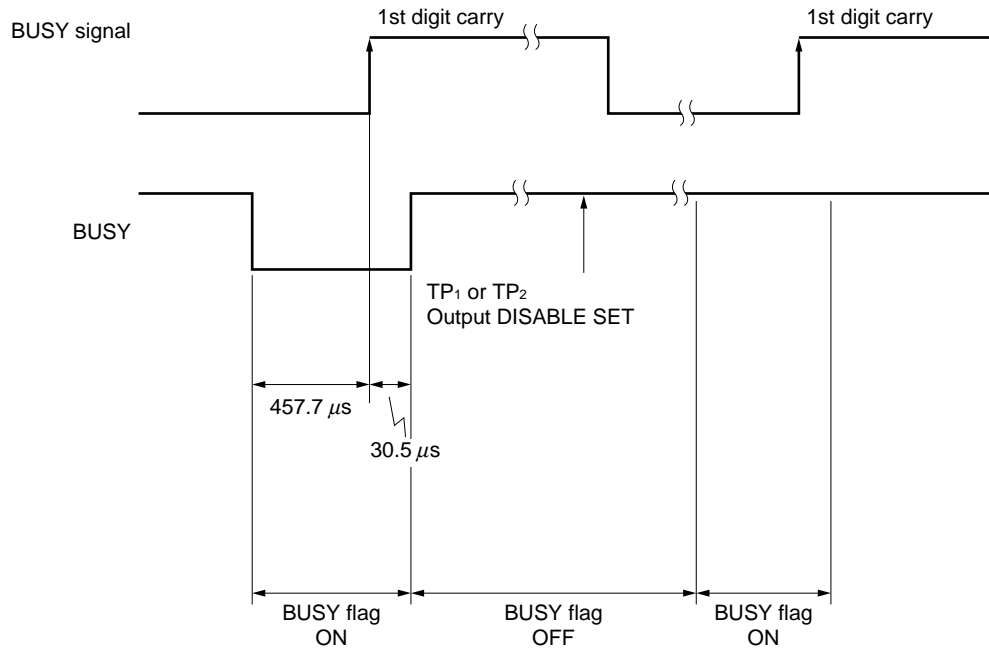 1st digit carry
1st digit carry
BUSY signal
BUSY
TP1 or TP2
Output DISABLE SET
457.7 μs
30.5 μs
BUSY flag
ON
BUSY flag
OFF
BUSY flag
ON